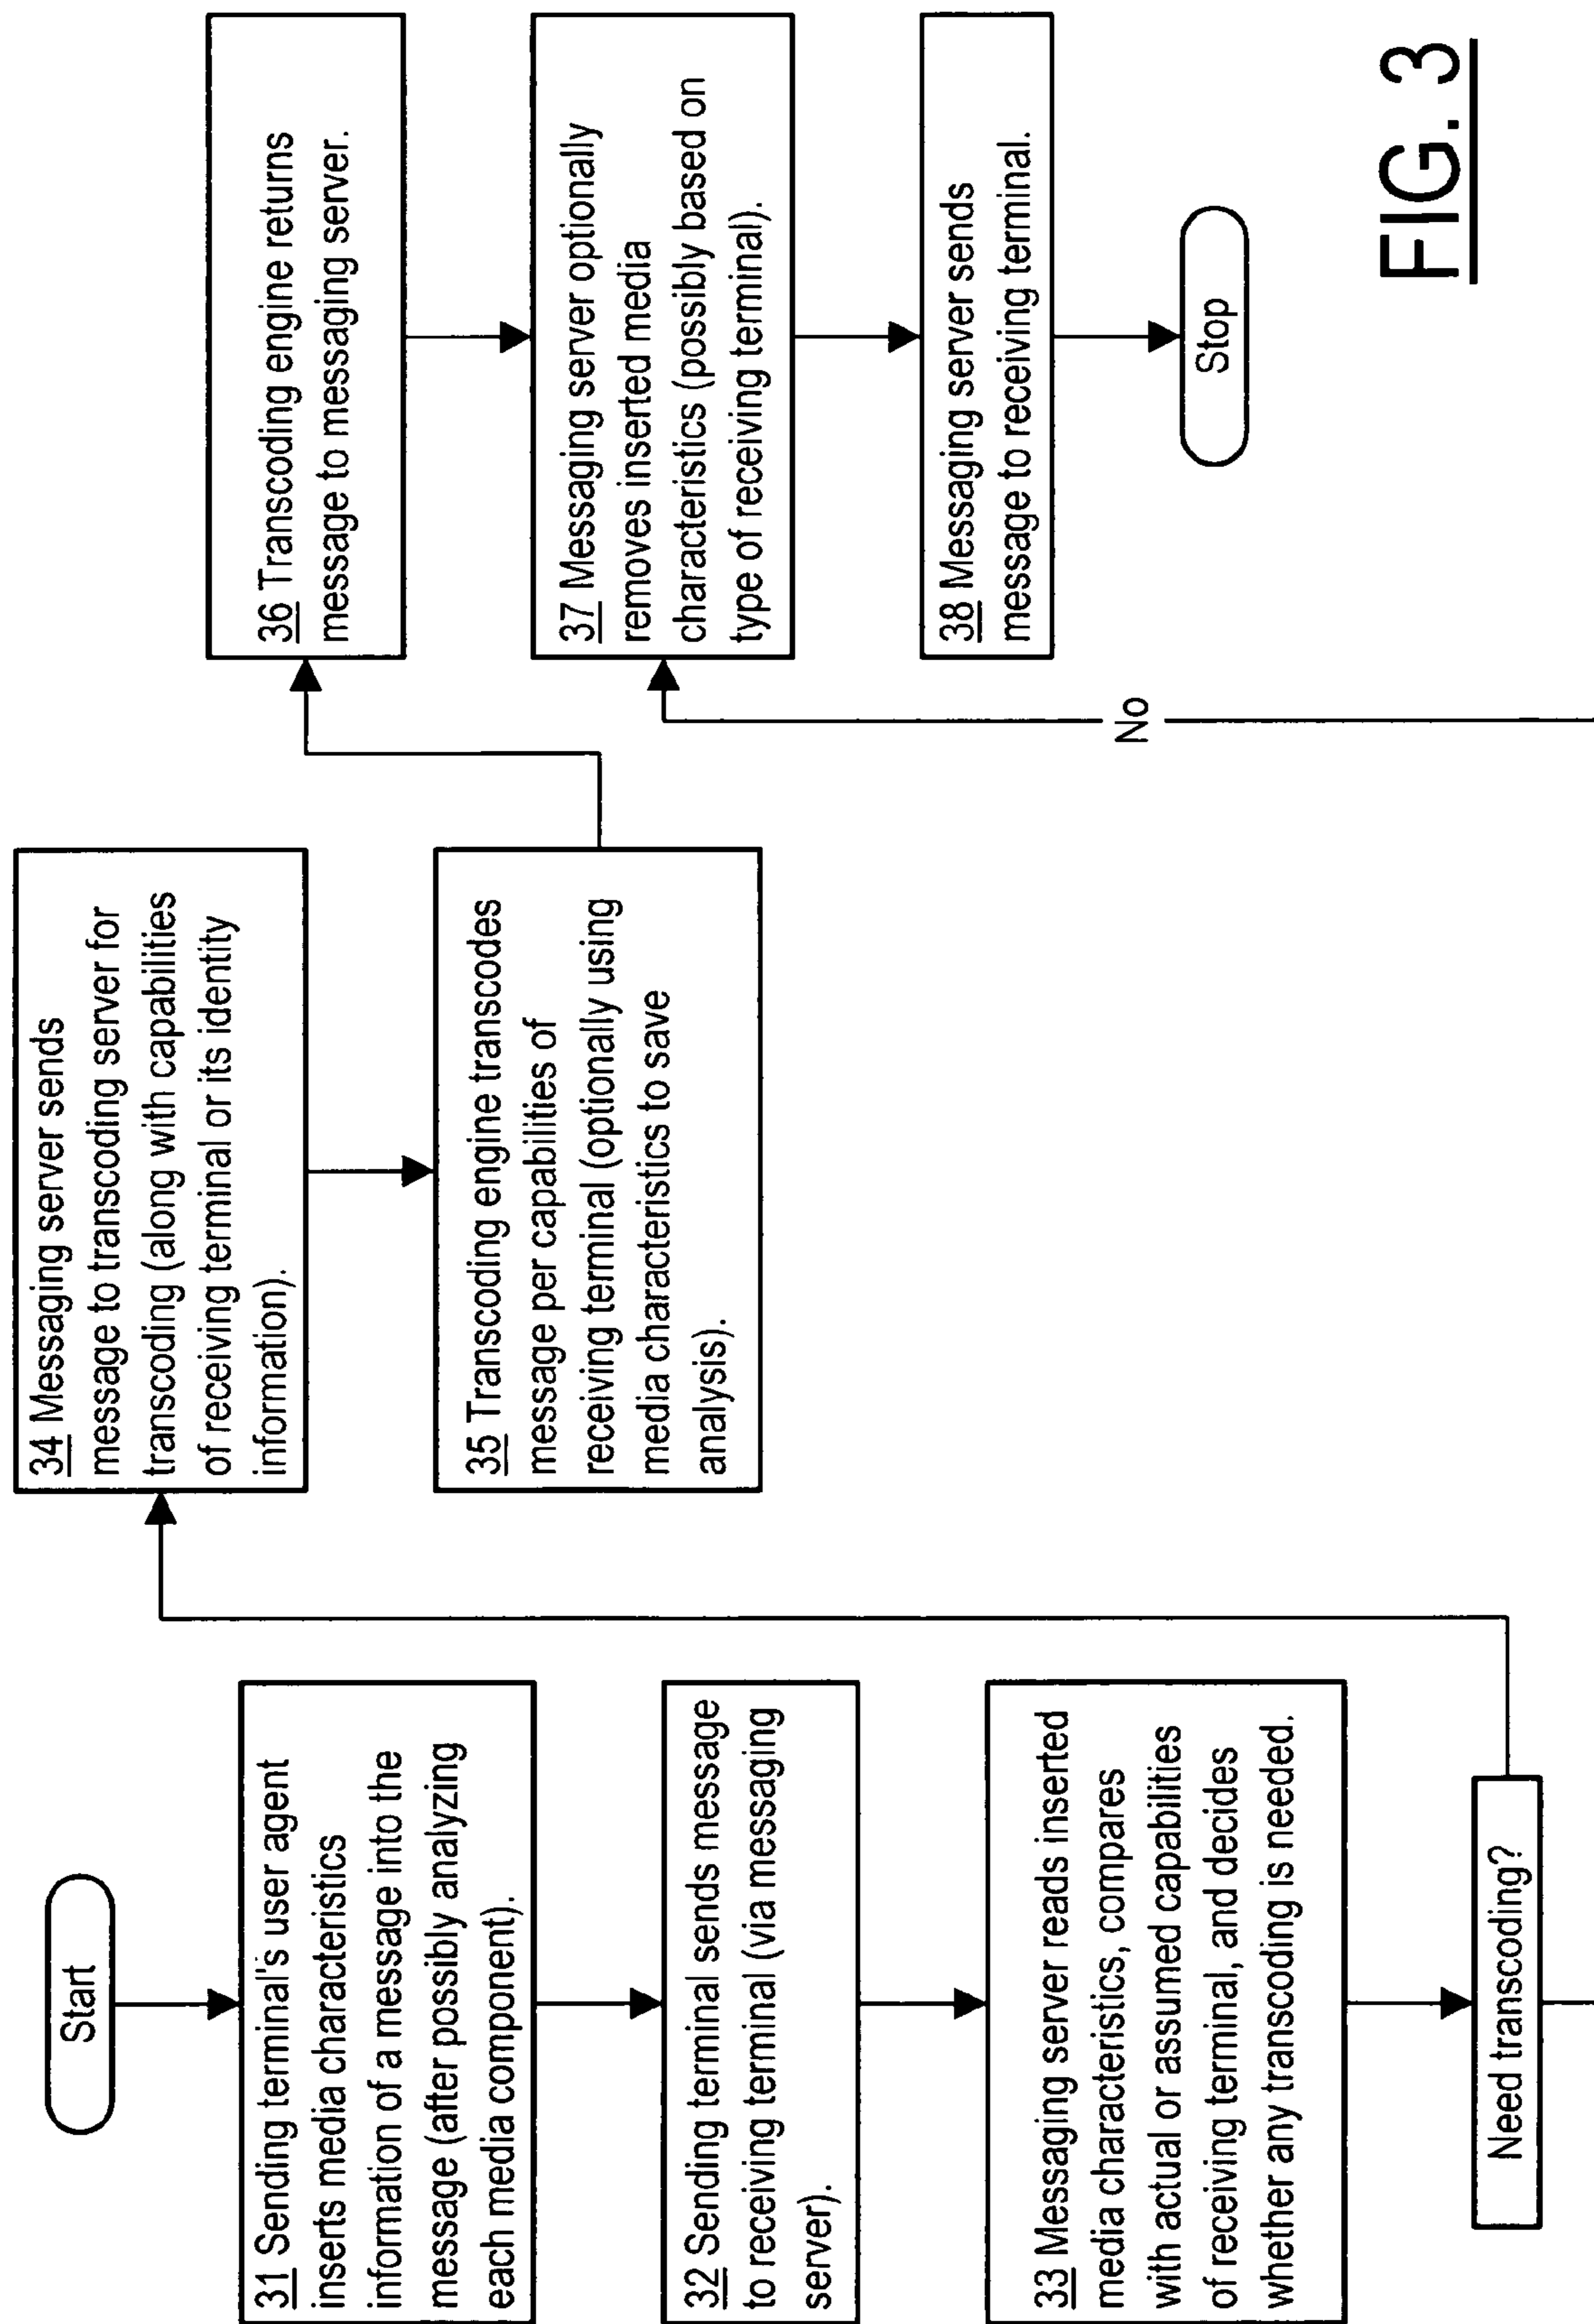 Start
31 Sending terminal's user agent
inserts media characteristics
information of a message into the
message (after possibly analyzing
each media component).
32 Sending terminal sends message
to receiving terminal (via messaging
server).
33 Messaging server reads inserted
media characteristics, compares
with actual or assumed capabilities
of receiving terminal, and decides
whether any transcoding is needed.
Need transcoding?
34 Messaging server sends
message to transcoding server for
transcoding (along with capabilities
of receiving terminal or its identity
information).
35 Transcoding engine transcodes
message per capabilities of
receiving terminal (optionally using
media characteristics to save
analysis).
No
36 Transcoding engine returns
message to messaging server.
37 Messaging server optionally
removes inserted media
characteristics (possibly based on
type of receiving terminal).
38 Messaging server sends
message to receiving terminal.
Stop
FIG. 3